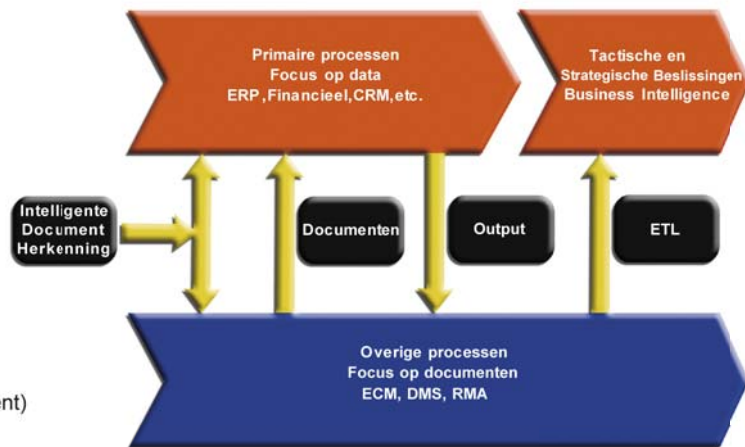 Primaire processen
Focus op data
ERP ,Financieel,CRM,etc.
Tactische en
Strategische Beslissingen
Business Intelligence
Intelligente
Document
Herkenning
Documenten
Output
ETL
Overige processen
Focus op documenten
ECM, DMS, RMA
ent)